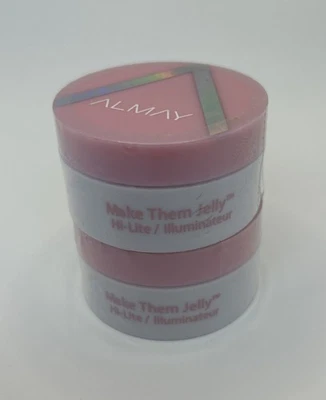 ALMAY
Make Them Jelly™
Hi-Lite / Illuminateur
Make Them Jelly™
Hi-Lite / Illuminateur